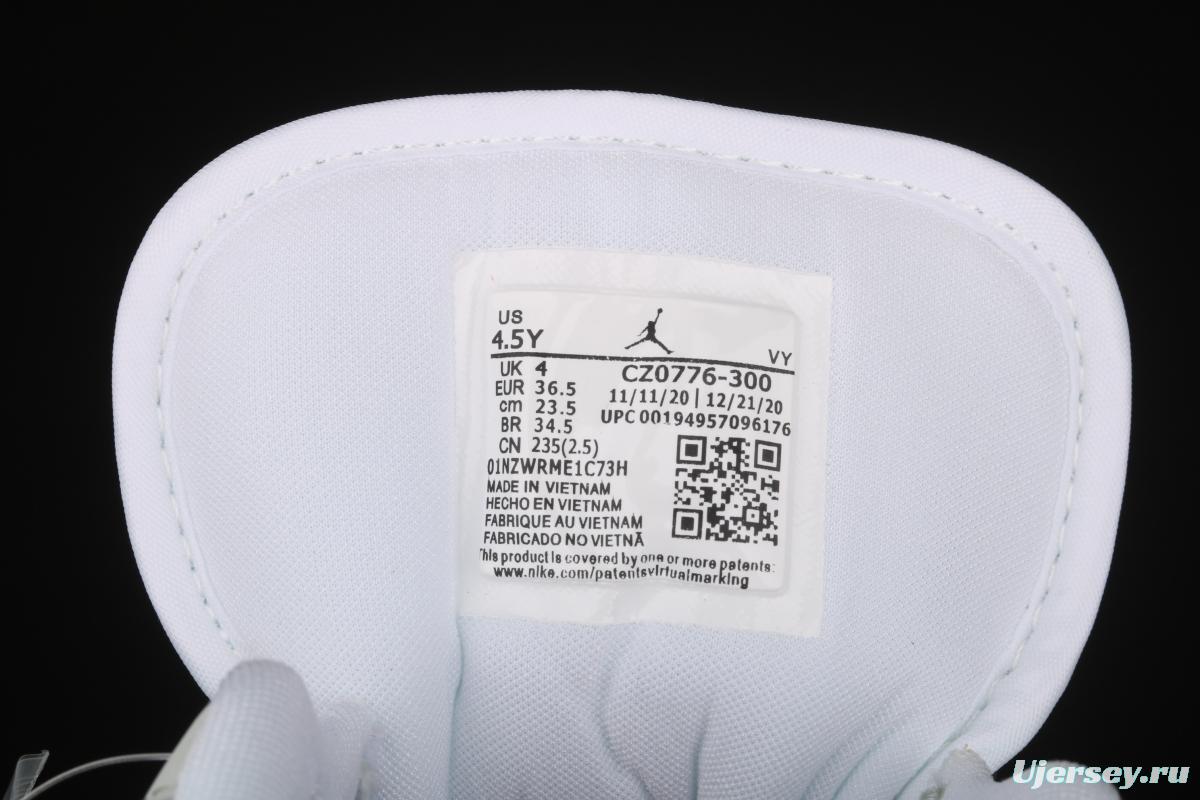 US
4.5Y
VY
UK 4
EUR 36.5
cm 23.5
BR 34.5
CN 235(2.5)
CZ0776-300
11/11/20 | 12/21/20
UPC 00194957096176
01NZWRME1C73H
MADE IN VIETNAM
HECHO EN VIETNAM
FABRIQUE AU VIETNAM
FABRICADO NO VIETNÃ
This product is covered by one or more patents:
www.nike.com/patentsvirtualmarking
Ujersey.ru